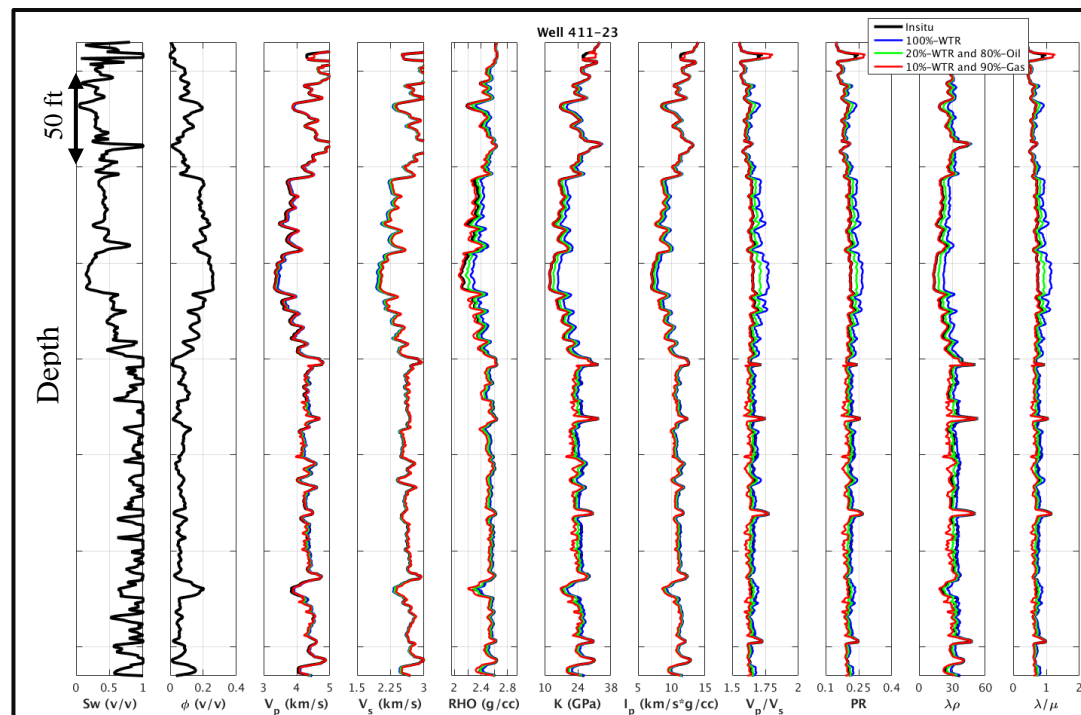 Well 411-23
Insitu
100%-WTR
20%-WTR and 80%-Oil
10%-WTR and 90%-Gas
50 ft
Depth
0 0.5 1
0 0.2 0.4
3 4 5
1.5 2.25 3
2 2.4 2.8
10 24 38
5 10 15
1.5 1.75 2
0.1 0.25 0.4
0 30 60
0 1 2
Sw (v/v)
ϕ (v/v)
Vp (km/s)
Vs (km/s)
RHO (g/cc)
K (GPa)
Ip (km/s*g/cc)
Vp/Vs
PR
λρ
λ/μ